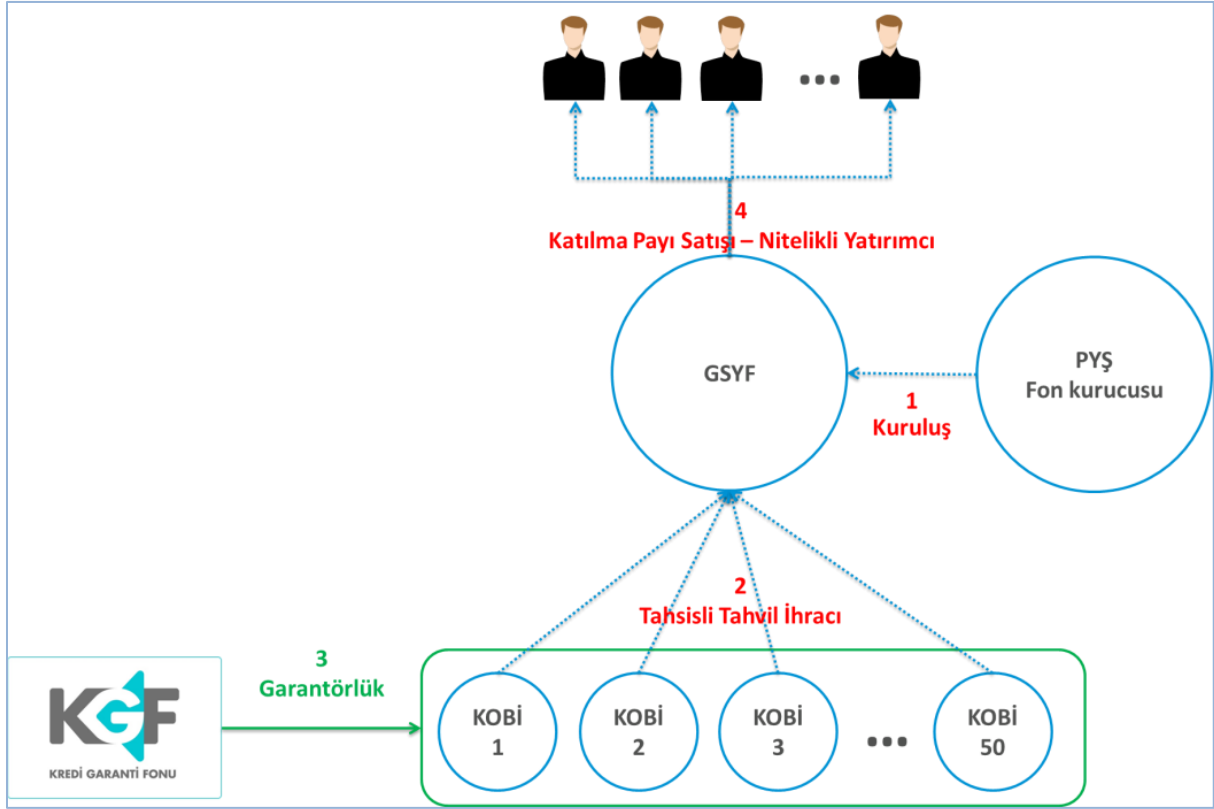 4
Katılma Payı Satışı – Nitelikli Yatırımcı
GSYF
PYŞ
Fon kurucusu
1
Kuruluş
2
Tahsisli Tahvil İhracı
3
Garantörlük
KGF
KREDİ GARANTİ FONU
KOBİ
1
KOBİ
2
KOBİ
3
KOBİ
50